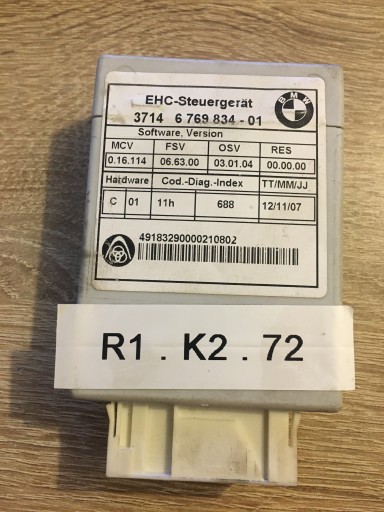 EHC-Steuergerät
BMW
3714 6 769 834 - 01
Software, Version
MCV FSV OSV RES
0.16.114 06.63.00 03.01.04 00.00.00
Hardware Cod.-Diag.-Index TT/MM/JJ
C 01 11h 688 12/11/07
49183290000210802
R1 . K2 . 72